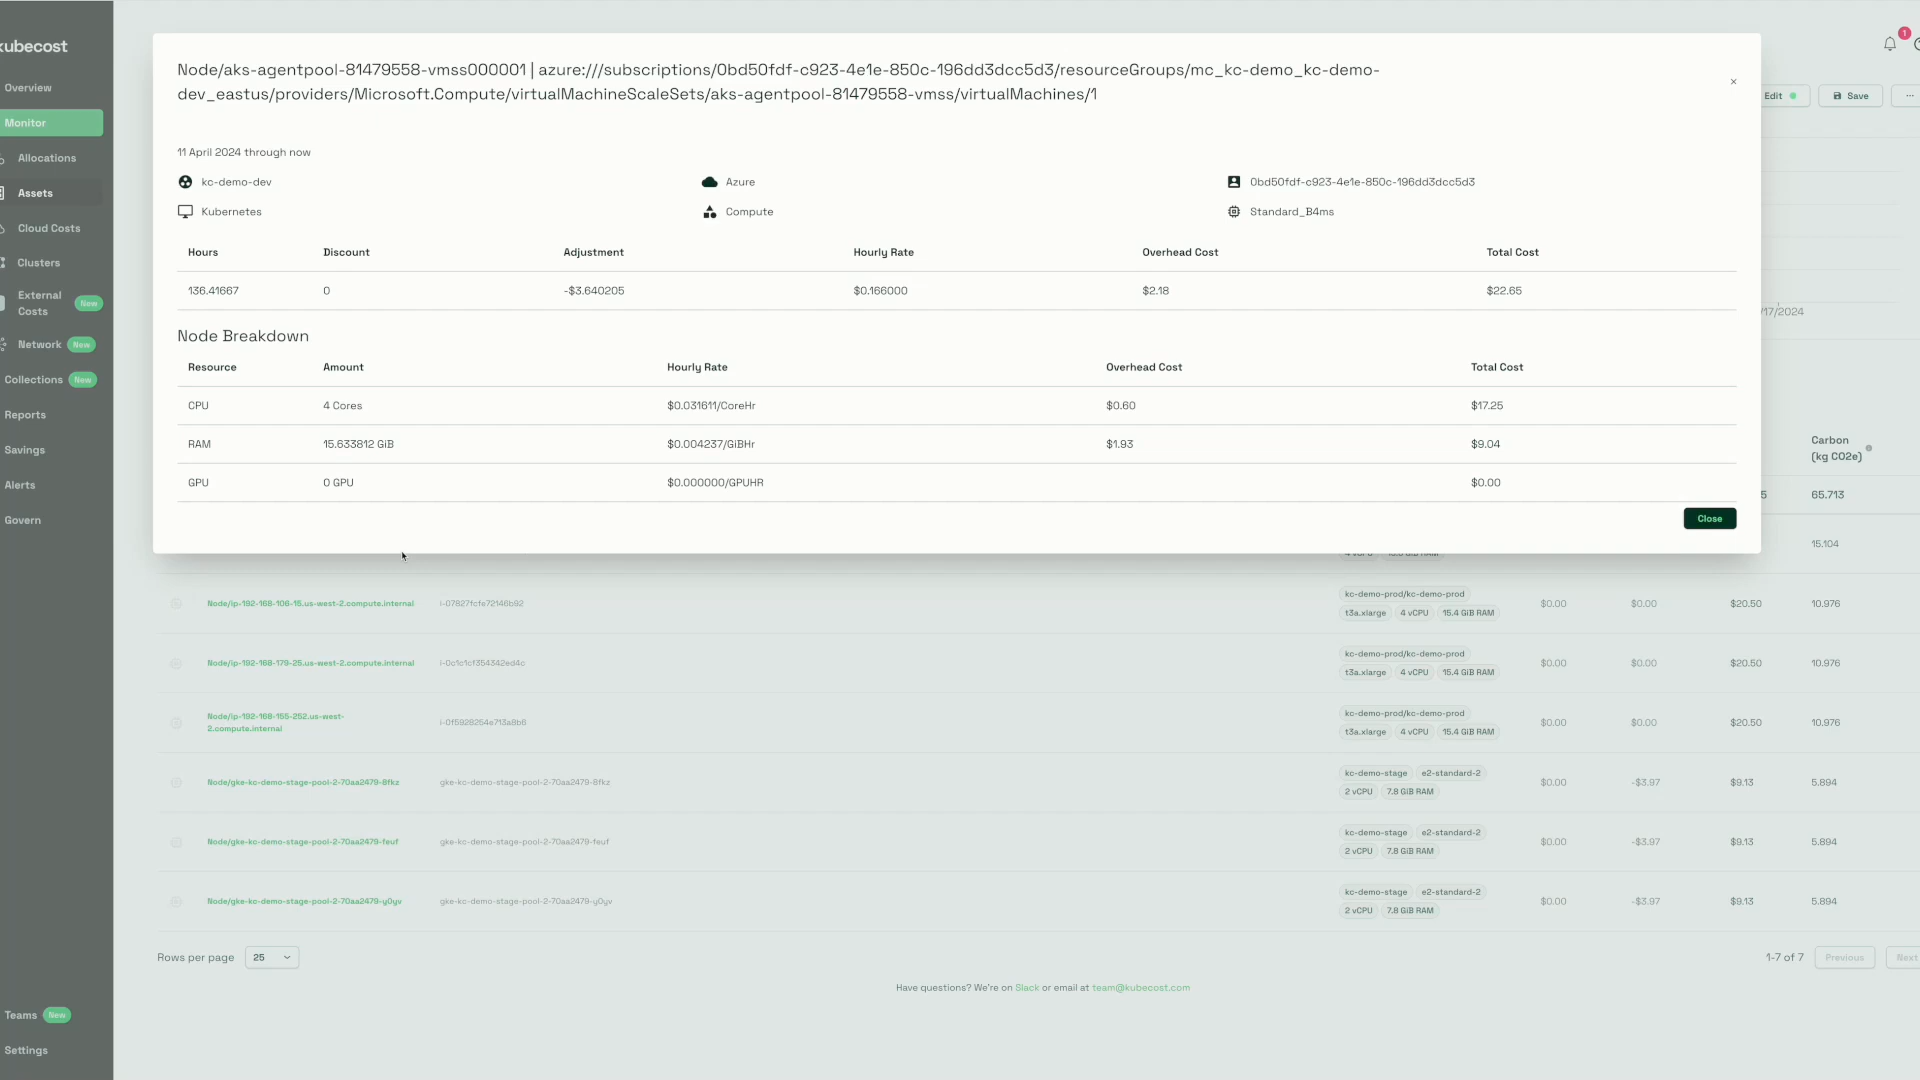 kubecost
Overview
Monitor
Allocations
Assets
Cloud Costs
Clusters
External Costs New
Network New
Collections New
Reports
Savings
Alerts
Govern
Teams New
Settings
1
Edit
Save
Node/aks-agentpool-81479558-vmss000001 | azure:///subscriptions/0bd50fdf-c923-4e1e-850c-196dd3dcc5d3/resourceGroups/mc_kc-demo_kc-demo-
dev_eastus/providers/Microsoft.Compute/virtualMachineScaleSets/aks-agentpool-81479558-vmss/virtualMachines/1
11 April 2024 through now
kc-demo-dev Azure 0bd50fdf-c923-4e1e-850c-196dd3dcc5d3
Kubernetes Compute Standard_B4ms
Hours Discount Adjustment Hourly Rate Overhead Cost Total Cost
136.41667 0 -$3.640205 $0.166000 $2.18 $22.65
/17/2024
Node Breakdown
Resource Amount Hourly Rate Overhead Cost Total Cost
CPU 4 Cores $0.031611/CoreHr $0.60 $17.25
RAM 15.633812 GiB $0.004237/GiBHr $1.93 $9.04
GPU 0 GPU $0.000000/GPUHR $0.00
Close
Carbon
(kg CO2e)
5 65.713
15.104
Node/ip-192-168-106-15.us-west-2.compute.internal i-07827fcfe72146b92 kc-demo-prod/kc-demo-prod t3a.xlarge 4 vCPU 15.4 GiB RAM $0.00 $0.00 $20.50 10.976
Node/ip-192-168-179-25.us-west-2.compute.internal i-0c1c1cf354342ed4c kc-demo-prod/kc-demo-prod t3a.xlarge 4 vCPU 15.4 GiB RAM $0.00 $0.00 $20.50 10.976
Node/ip-192-168-155-252.us-west-2.compute.internal i-0f5928254e713a8b6 kc-demo-prod/kc-demo-prod t3a.xlarge 4 vCPU 15.4 GiB RAM $0.00 $0.00 $20.50 10.976
Node/gke-kc-demo-stage-pool-2-70aa2479-8fkz gke-kc-demo-stage-pool-2-70aa2479-8fkz kc-demo-stage e2-standard-2 2 vCPU 7.8 GiB RAM $0.00 -$3.97 $9.13 5.894
Node/gke-kc-demo-stage-pool-2-70aa2479-feuf gke-kc-demo-stage-pool-2-70aa2479-feuf kc-demo-stage e2-standard-2 2 vCPU 7.8 GiB RAM $0.00 -$3.97 $9.13 5.894
Node/gke-kc-demo-stage-pool-2-70aa2479-y0yv gke-kc-demo-stage-pool-2-70aa2479-y0yv kc-demo-stage e2-standard-2 2 vCPU 7.8 GiB RAM $0.00 -$3.97 $9.13 5.894
Rows per page 25 1-7 of 7 Previous Next
Have questions? We're on Slack or email at team@kubecost.com